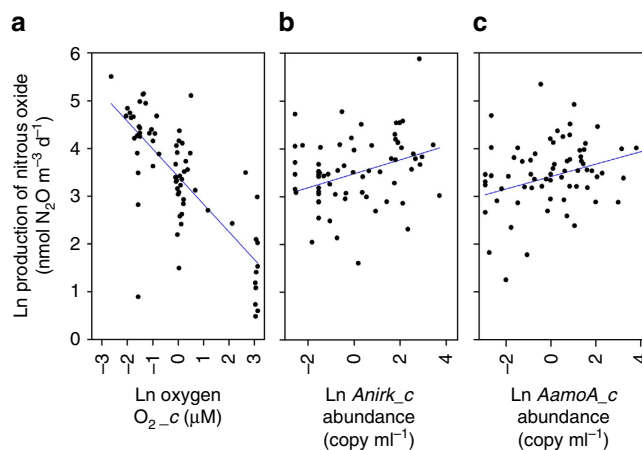 a
b
c
Ln production of nitrous oxide
(nmol N₂O m⁻³ d⁻¹)
6
5
4
3
2
1
0
−3
−2
−1
0
1
2
3
−2
0
2
4
−2
0
2
4
Ln oxygen
O₂_c (μM)
Ln Anirk_c
abundance
(copy ml⁻¹)
Ln AamoA_c
abundance
(copy ml⁻¹)